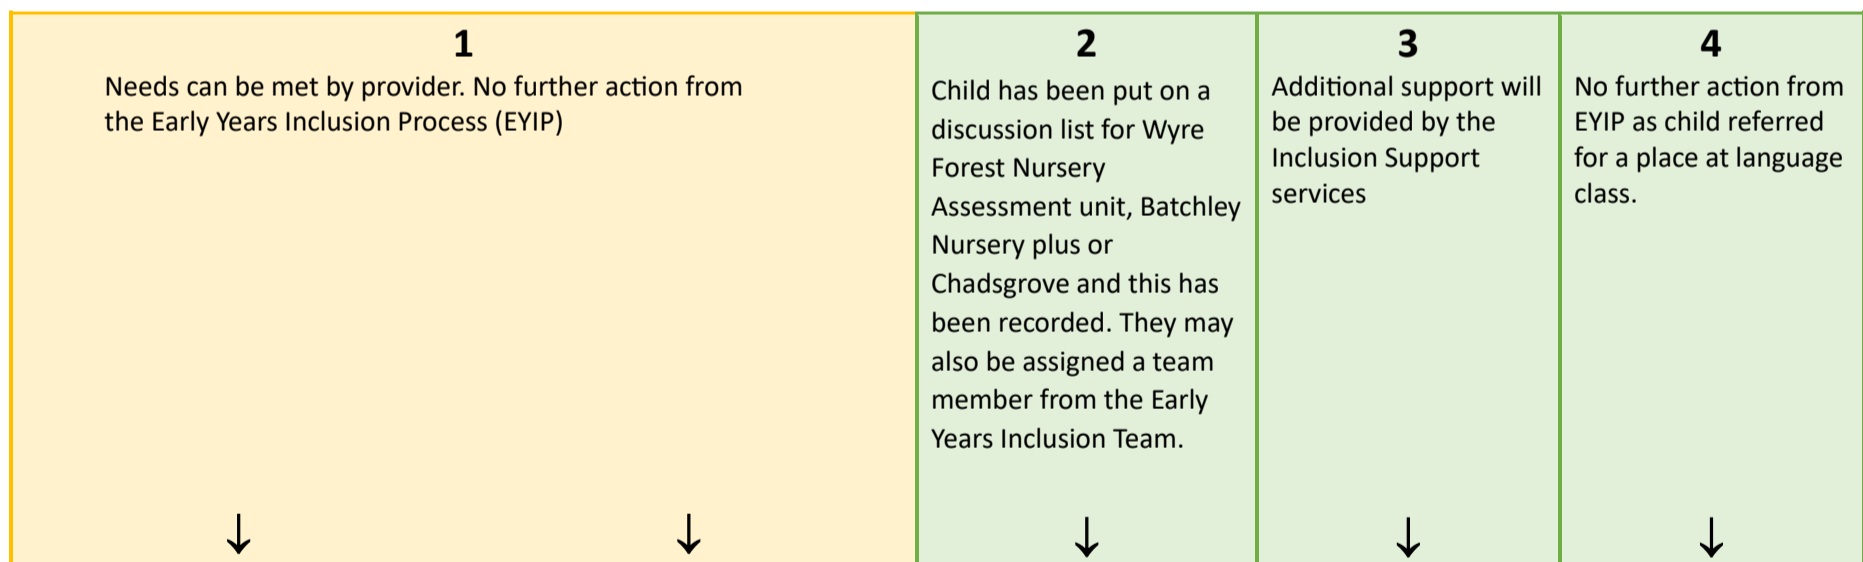 1
Needs can be met by provider. No further action from
the Early Years Inclusion Process (EYIP)
↓
↓
2
Child has been put on a
discussion list for Wyre
Forest Nursery
Assessment unit, Batchley
Nursery plus or
Chadsgrove and this has
been recorded. They may
also be assigned a team
member from the Early
Years Inclusion Team.
↓
3
Additional support will
be provided by the
Inclusion Support
services
↓
4
No further action from
EYIP as child referred
for a place at language
class.
↓